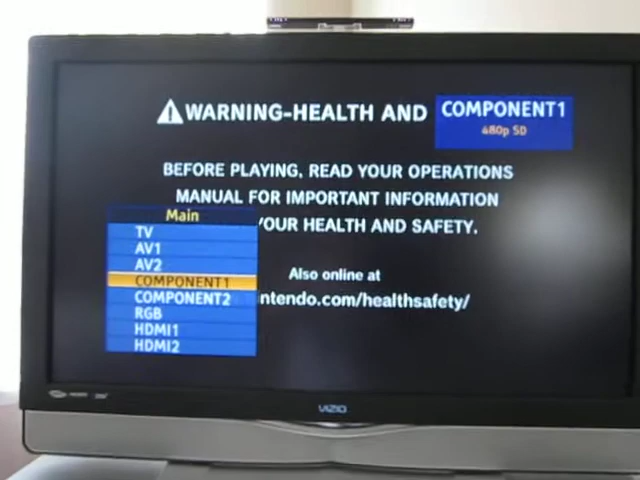 WARNING-HEALTH AND
COMPONENT1
480p SD
BEFORE PLAYING, READ YOUR OPERATIONS
MANUAL FOR IMPORTANT INFORMATION
YOUR HEALTH AND SAFETY.
Also online at
ntendo.com/healthsafety/
Main
TV
AV1
AV2
COMPONENT1
COMPONENT2
RGB
HDMI1
HDMI2
VIZIO